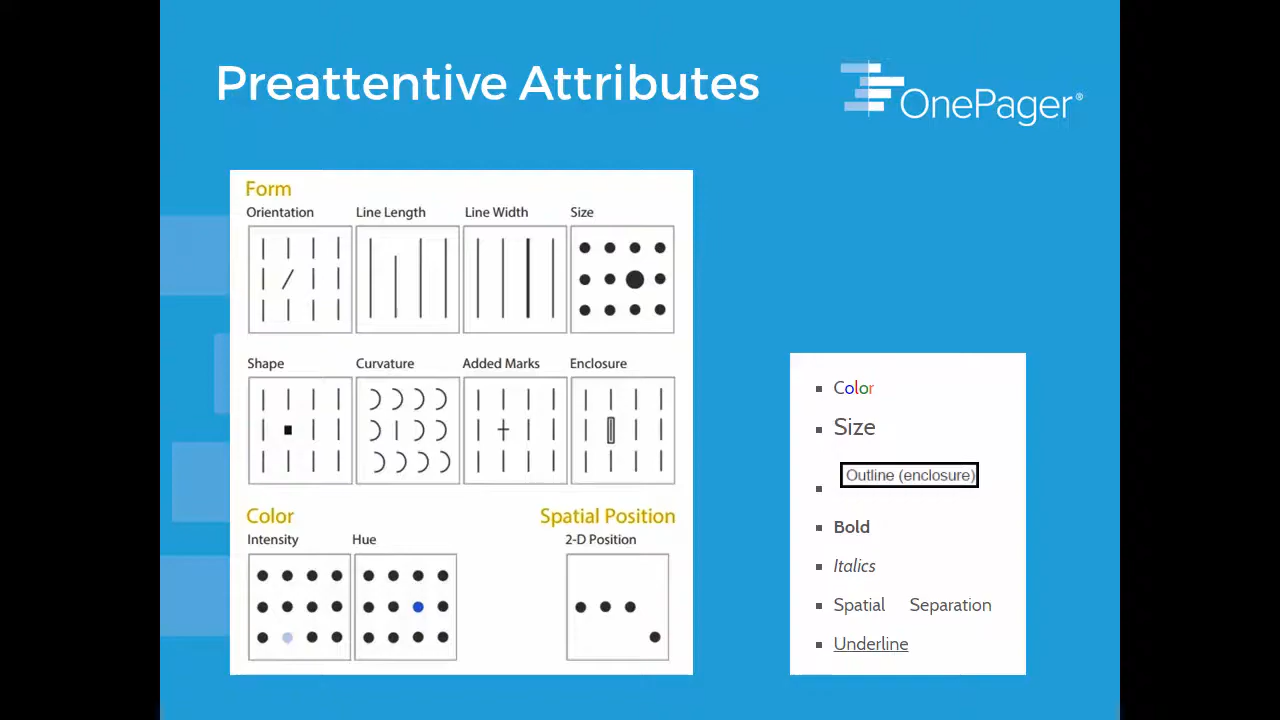 Preattentive Attributes
OnePager®
Form
Orientation Line Length Line Width Size
Shape Curvature Added Marks Enclosure
Color Spatial Position
Intensity Hue 2-D Position
Color
Size
Outline (enclosure)
Bold
Italics
Spatial Separation
Underline